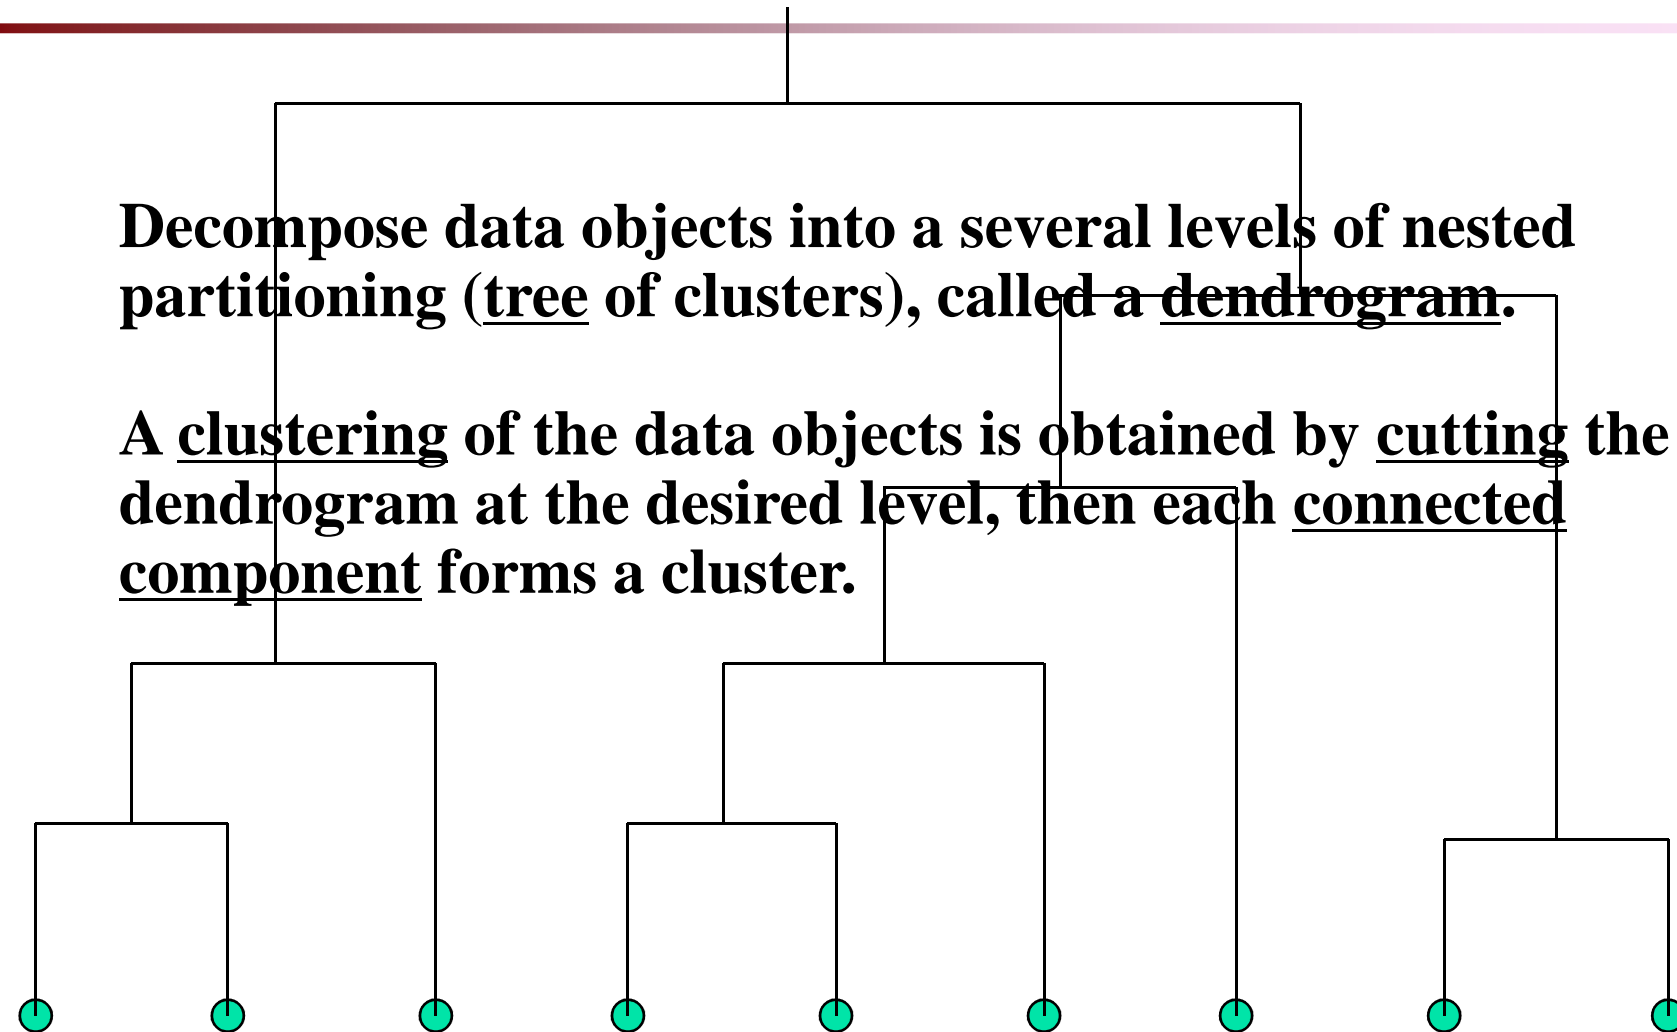 Decompose data objects into a several levels of nested
partitioning (tree of clusters), called a dendrogram.
A clustering of the data objects is obtained by cutting the
dendrogram at the desired level, then each connected
component forms a cluster.